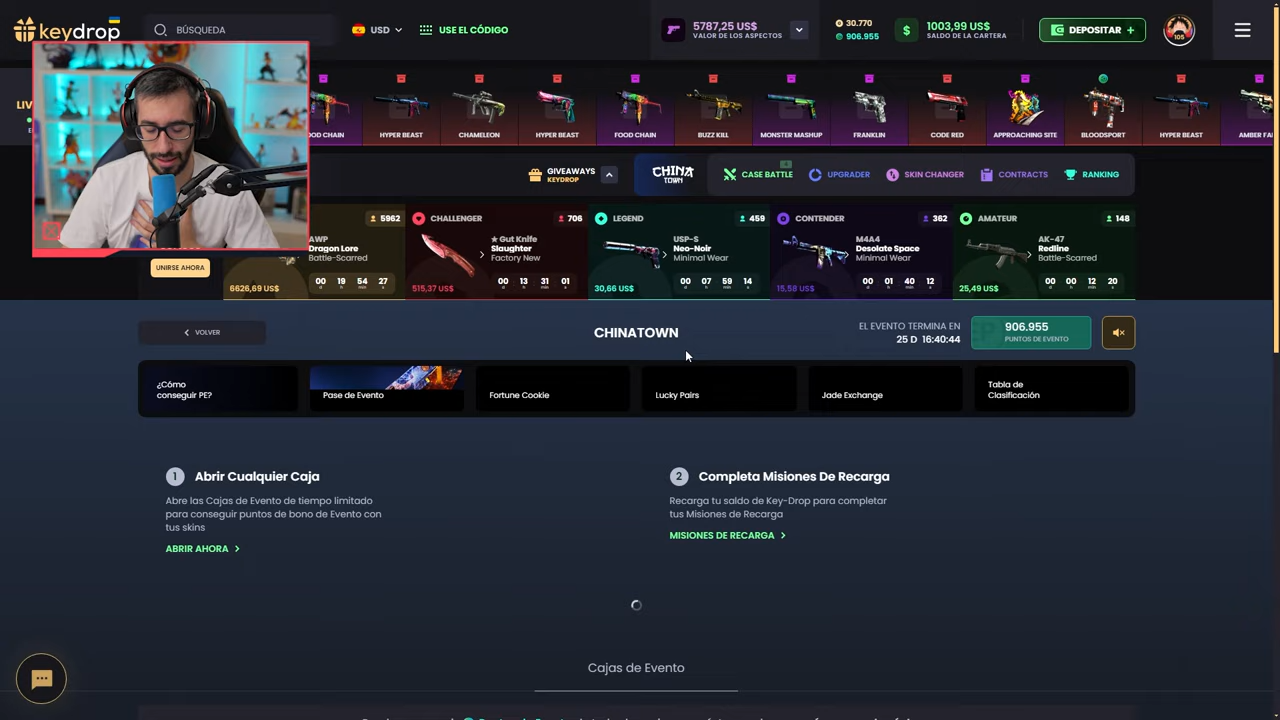 keydrop
BÚSQUEDA
USD
USE EL CÓDIGO
5787,25 US$
VALOR DE LOS ASPECTOS
30.770
906.955
1003,99 US$
SALDO DE LA CARTERA
DEPOSITAR +
105
LIV
OOD CHAIN
HYPER BEAST
CHAMELEON
HYPER BEAST
FOOD CHAIN
BUZZ KILL
MONSTER MASHUP
FRANKLIN
CODE RED
APPROACHING SITE
BLOODSPORT
HYPER BEAST
AMBER FA
GIVEAWAYS
KEYDROP
CHINA
TOWN
CASE BATTLE
UPGRADER
SKIN CHANGER
CONTRACTS
RANKING
UNIRSE AHORA
5962
AWP
Dragon Lore
Battle-Scarred
6626,69 US$
00 19 54 27
CHALLENGER
706
★ Gut Knife
Slaughter
Factory New
515,37 US$
00 13 31 01
LEGEND
459
USP-S
Neo-Noir
Minimal Wear
30,66 US$
00 07 59 14
CONTENDER
362
M4A4
Desolate Space
Minimal Wear
15,58 US$
00 01 40 12
AMATEUR
148
AK-47
Redline
Battle-Scarred
25,49 US$
00 00 12 20
VOLVER
CHINATOWN
EL EVENTO TERMINA EN
25 D 16:40:44
906.955
PUNTOS DE EVENTO
¿Cómo
conseguir PE?
Pase de Evento
Fortune Cookie
Lucky Pairs
Jade Exchange
Tabla de
Clasificación
1 Abrir Cualquier Caja
Abre las Cajas de Evento de tiempo limitado
para conseguir puntos de bono de Evento con
tus skins
ABRIR AHORA
2 Completa Misiones De Recarga
Recarga tu saldo de Key-Drop para completar
tus Misiones de Recarga
MISIONES DE RECARGA
Cajas de Evento